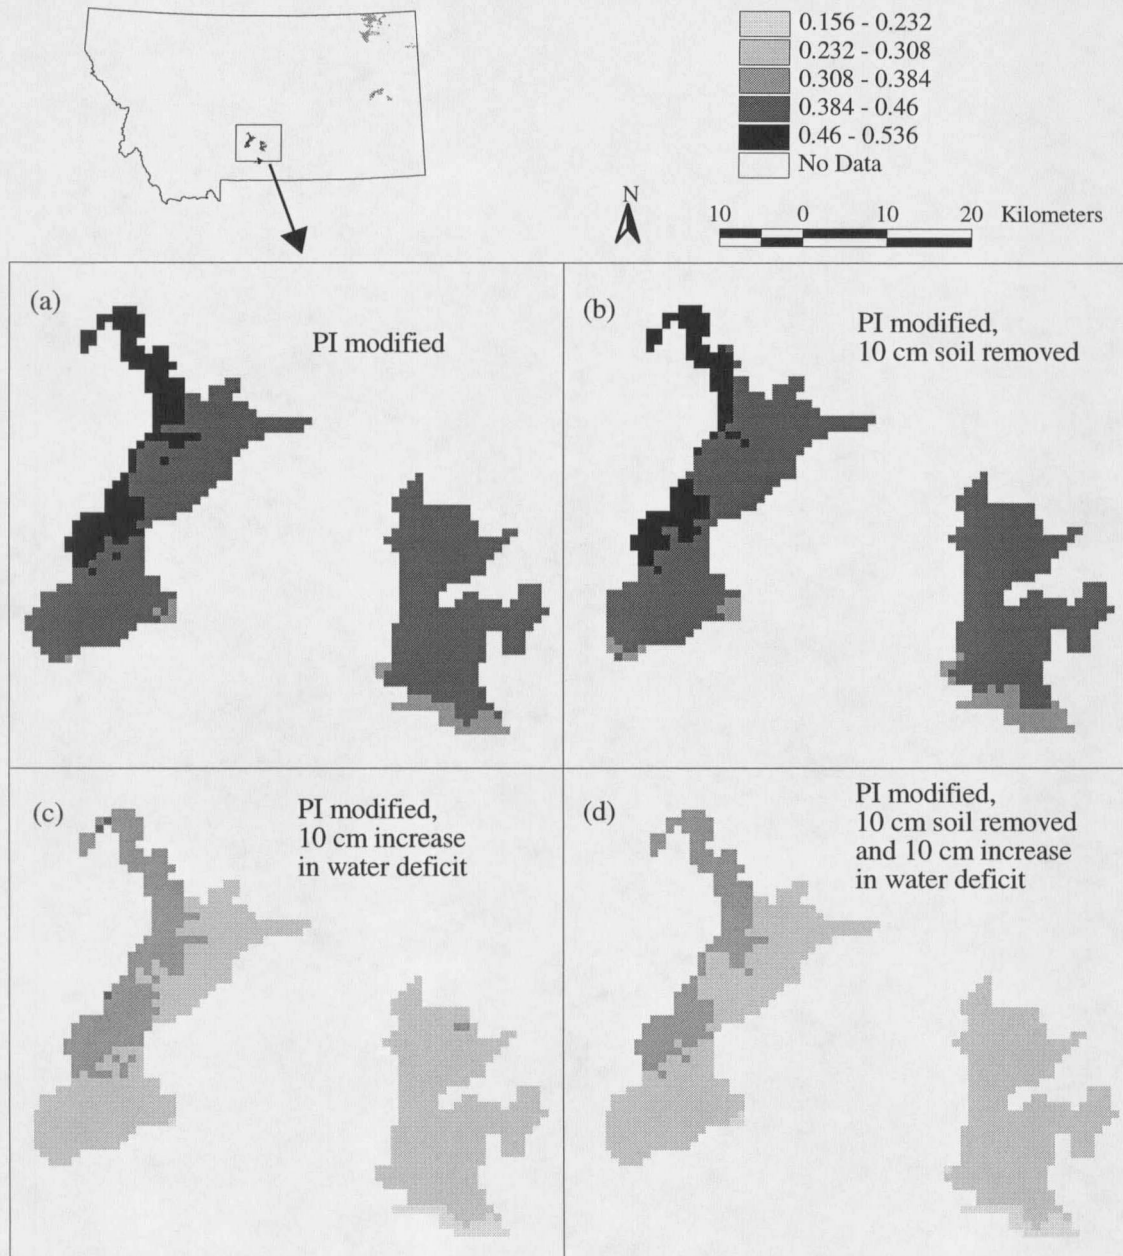 0.156 - 0.232
0.232 - 0.308
0.308 - 0.384
0.384 - 0.46
0.46 - 0.536
No Data
N
10 0 10 20 Kilometers
(a)
PI modified
(b)
PI modified,
10 cm soil removed
(c)
PI modified,
10 cm increase
in water deficit
(d)
PI modified,
10 cm soil removed
and 10 cm increase
in water deficit